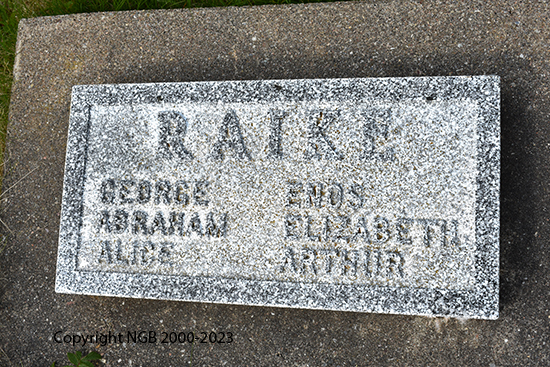 RAIKE
GEORGE ENOS
ABRAHAM ELIZABETH
ALICE ARTHUR
Copyright NGB 2000-2023